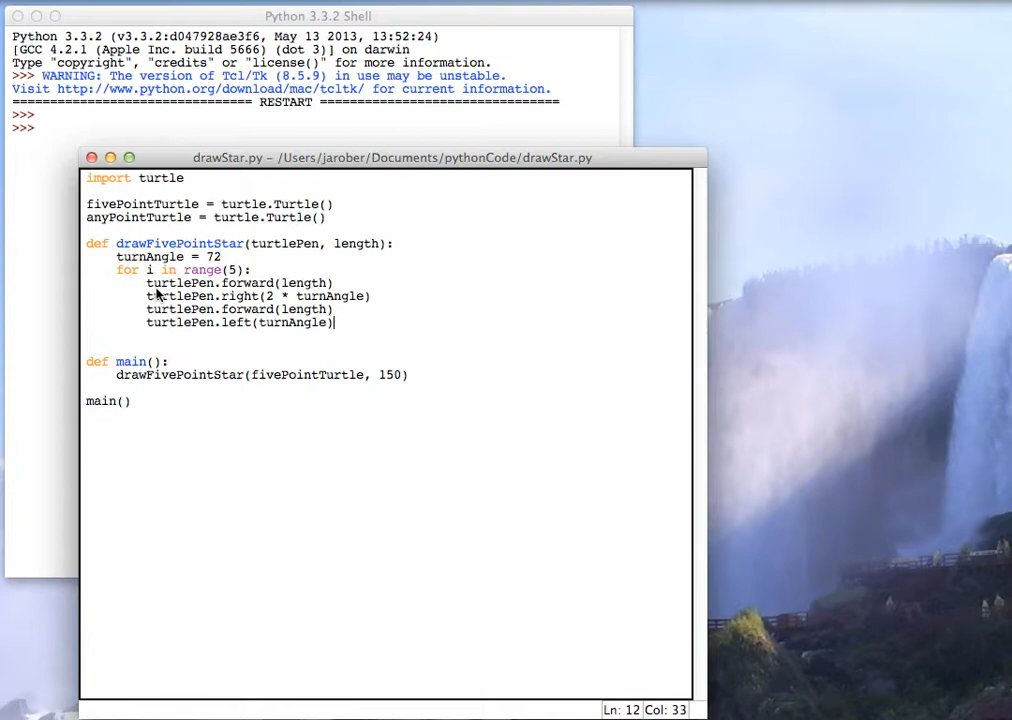 Python 3.3.2 Shell
Python 3.3.2 (v3.3.2:d047928ae3f6, May 13 2013, 13:52:24)
[GCC 4.2.1 (Apple Inc. build 5666) (dot 3)] on darwin
Type "copyright", "credits" or "license()" for more information.
>>> WARNING: The version of Tcl/Tk (8.5.9) in use may be unstable.
Visit http://www.python.org/download/mac/tcltk/ for current information.
================================ RESTART ================================
>>>
>>>
drawStar.py – /Users/jarober/Documents/pythonCode/drawStar.py
import turtle
fivePointTurtle = turtle.Turtle()
anyPointTurtle = turtle.Turtle()
def drawFivePointStar(turtlePen, length):
    turnAngle = 72
    for i in range(5):
        turtlePen.forward(length)
        turtlePen.right(2 * turnAngle)
        turtlePen.forward(length)
        turtlePen.left(turnAngle)
def main():
    drawFivePointStar(fivePointTurtle, 150)
main()
Ln: 12 Col: 33